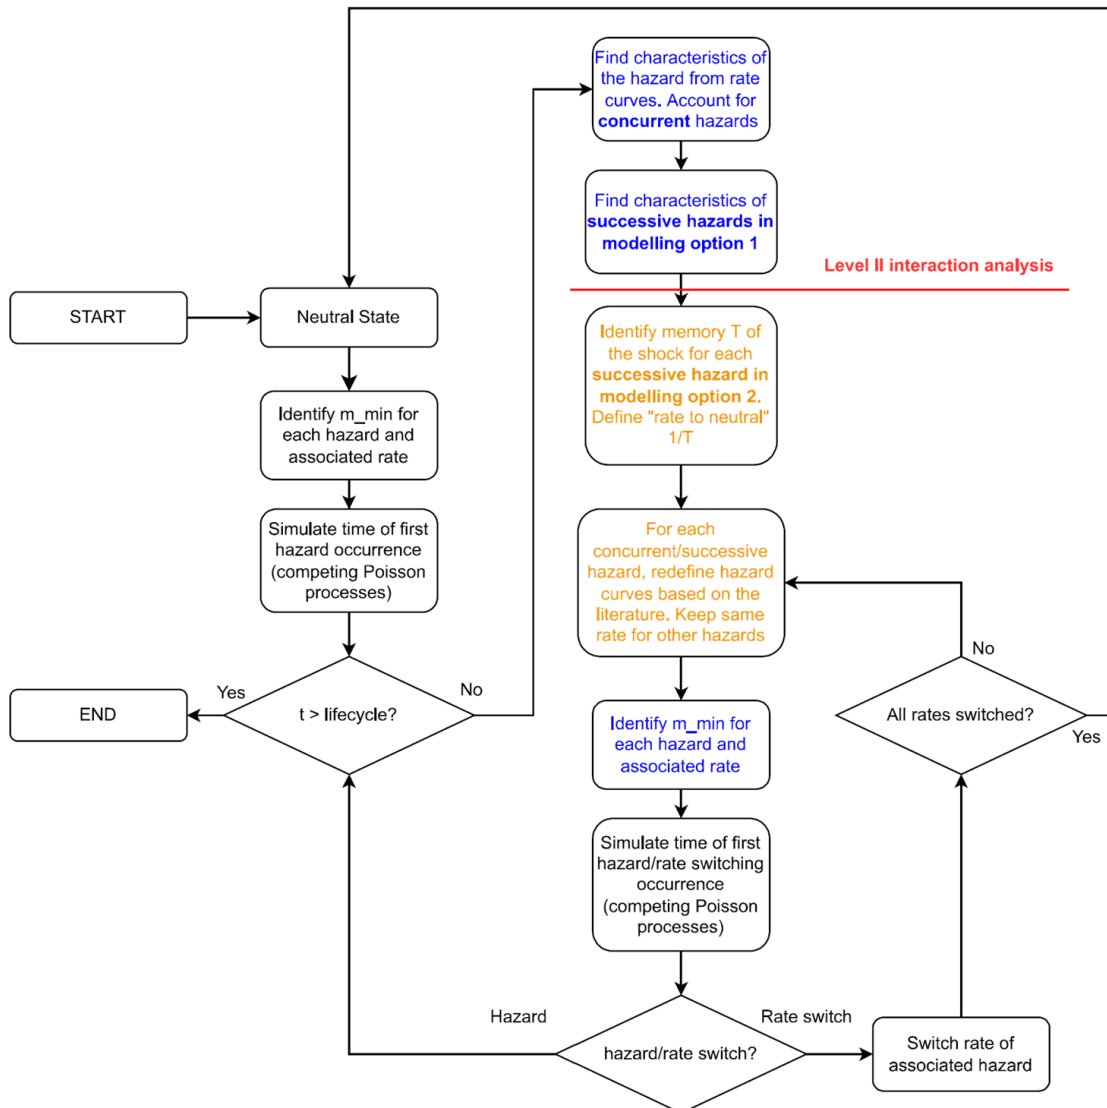 Find characteristics of
the hazard from rate
curves. Account for
concurrent hazards
Find characteristics of
successive hazards in
modelling option 1
Level II interaction analysis
START
Neutral State
Identify memory T of
the shock for each
successive hazard in
modelling option 2.
Define "rate to neutral"
1/T
Identify m_min for
each hazard and
associated rate
Simulate time of first
hazard occurrence
(competing Poisson
processes)
For each
concurrent/successive
hazard, redefine hazard
curves based on the
literature. Keep same
rate for other hazards
END
Yes
t > lifecycle?
No
Identify m_min for
each hazard and
associated rate
No
All rates switched?
Yes
Simulate time of first
hazard/rate switching
occurrence
(competing Poisson
processes)
Hazard
hazard/rate switch?
Rate switch
Switch rate of
associated hazard